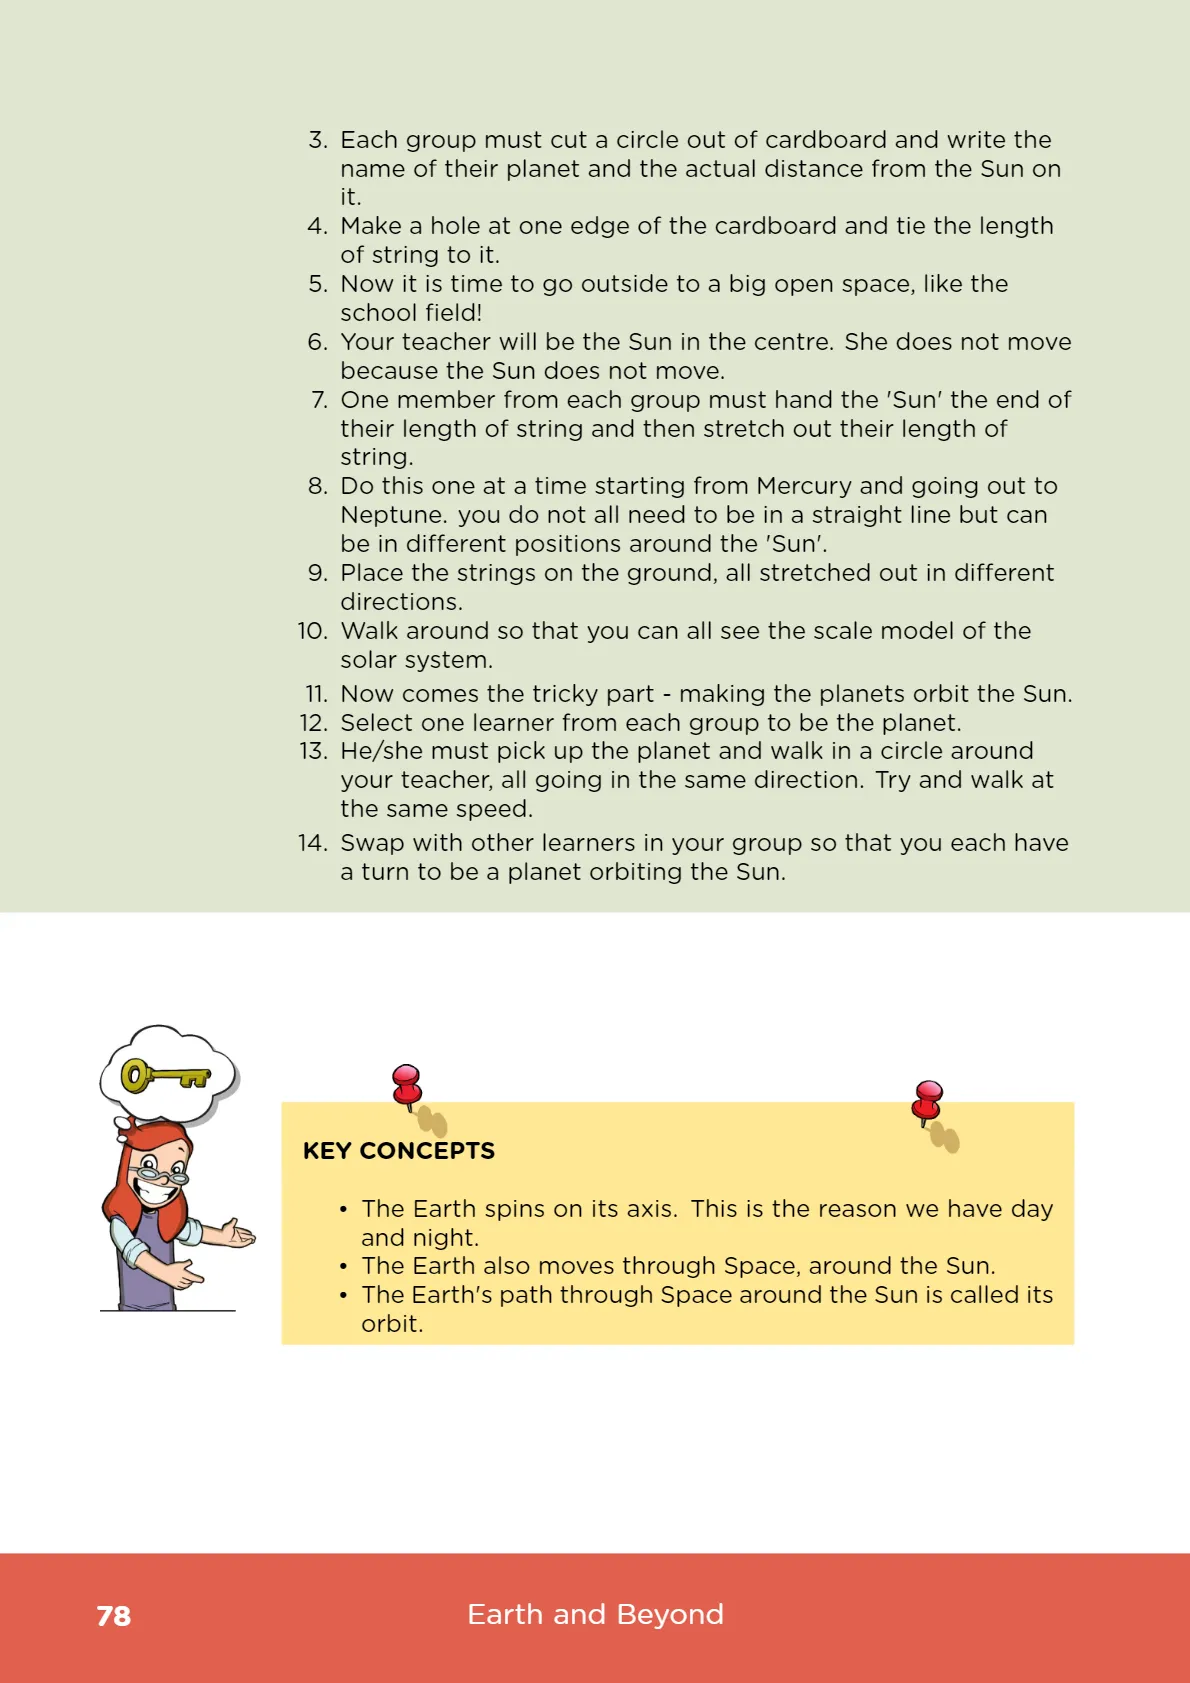 3. Each group must cut a circle out of cardboard and write the
name of their planet and the actual distance from the Sun on
it.
4. Make a hole at one edge of the cardboard and tie the length
of string to it.
5. Now it is time to go outside to a big open space, like the
school field!
6. Your teacher will be the Sun in the centre. She does not move
because the Sun does not move.
7. One member from each group must hand the 'Sun' the end of
their length of string and then stretch out their length of
string.
8. Do this one at a time starting from Mercury and going out to
Neptune. you do not all need to be in a straight line but can
be in different positions around the 'Sun'.
9. Place the strings on the ground, all stretched out in different
directions.
10. Walk around so that you can all see the scale model of the
solar system.
11. Now comes the tricky part - making the planets orbit the Sun.
12. Select one learner from each group to be the planet.
13. He/she must pick up the planet and walk in a circle around
your teacher, all going in the same direction. Try and walk at
the same speed.
14. Swap with other learners in your group so that you each have
a turn to be a planet orbiting the Sun.
KEY CONCEPTS
• The Earth spins on its axis. This is the reason we have day
and night.
• The Earth also moves through Space, around the Sun.
• The Earth's path through Space around the Sun is called its
orbit.
78 Earth and Beyond